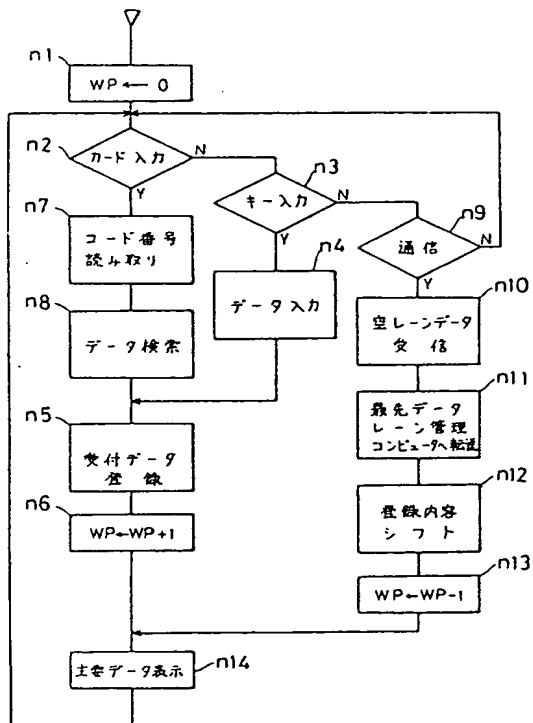 n1
WP ← 0
n2
カード入力
N
Y
n3
キー入力
N
Y
n9
通信
N
Y
n7
コード番号
読み取り
n4
データ入力
n10
空レーンデータ
受信
n8
データ検索
n11
最先データ
レーン管理
コンピュータへ転送
n5
受付データ
登録
n12
登録内容
シフト
n6
WP←WP+1
n13
WP←WP-1
主要データ表示
n14